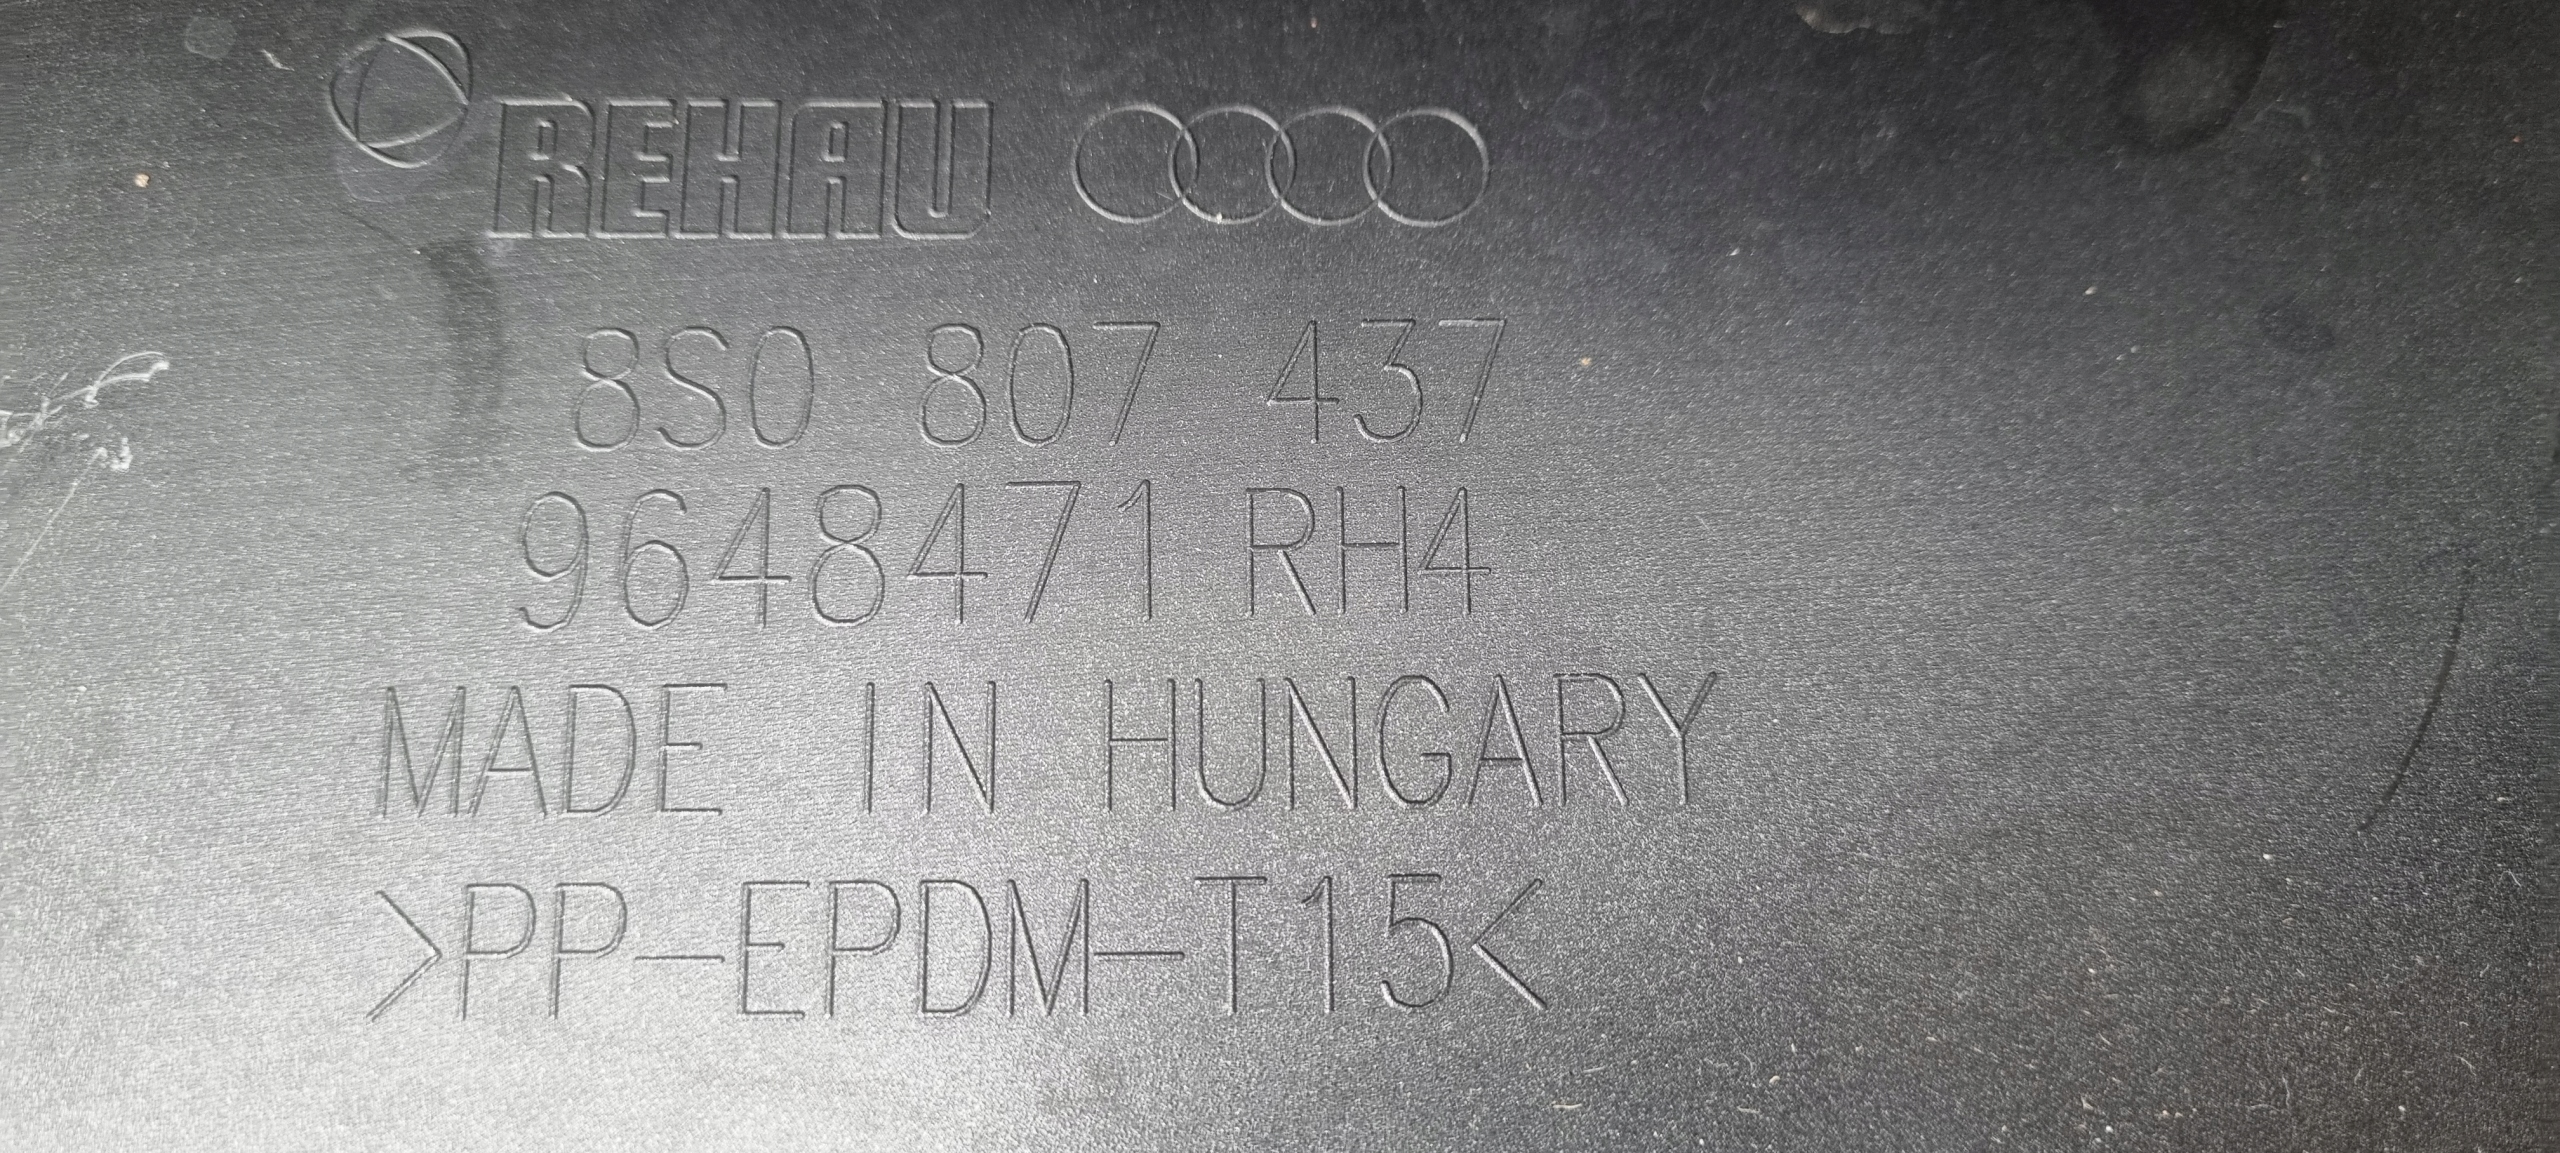 REHAU
8S0 807 437
9648471 RH4
MADE IN HUNGARY
>PP-EPDM-T15<